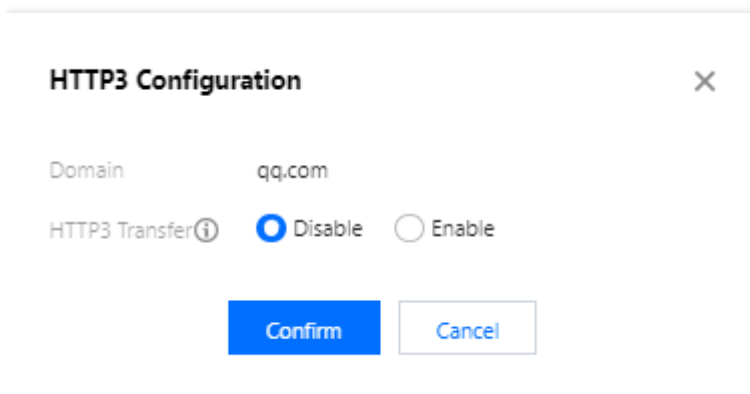 HTTP3 Configuration
Domain qq.com
HTTP3 Transfer Disable Enable
Confirm Cancel